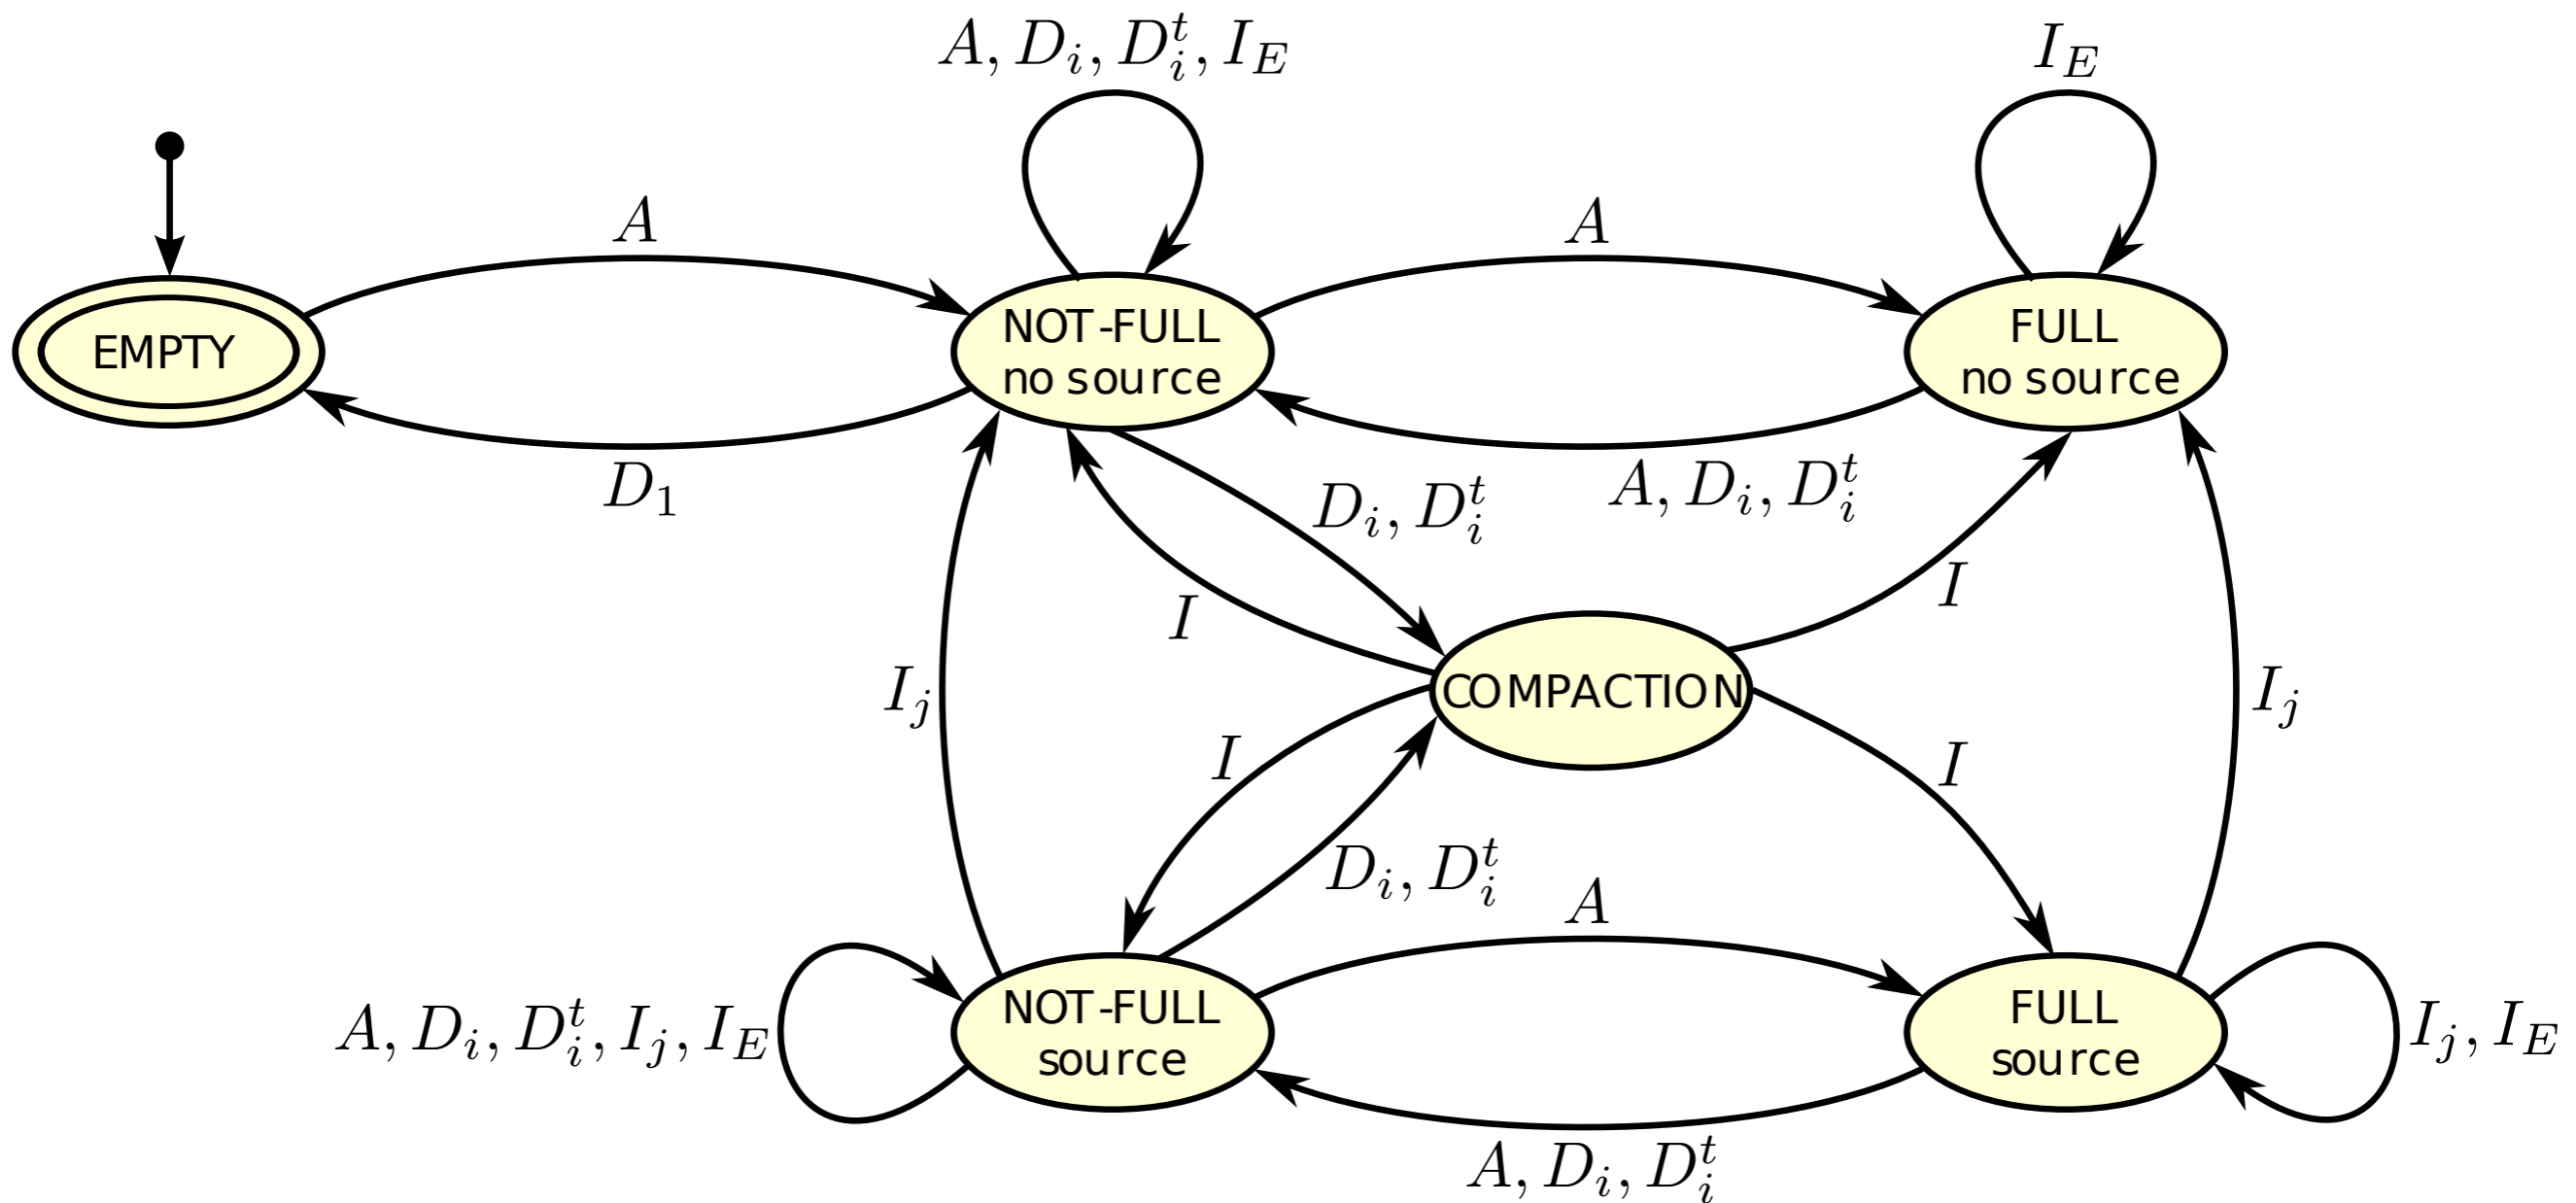 A, D_i, D_i^t, I_E
I_E
A
A
EMPTY
NOT-FULL
no source
FULL
no source
D_1
D_i, D_i^t
A, D_i, D_i^t
I
I
I_j
COMPACTION
I_j
I
I
D_i, D_i^t
A
NOT-FULL
source
FULL
source
A, D_i, D_i^t, I_j, I_E
I_j, I_E
A, D_i, D_i^t